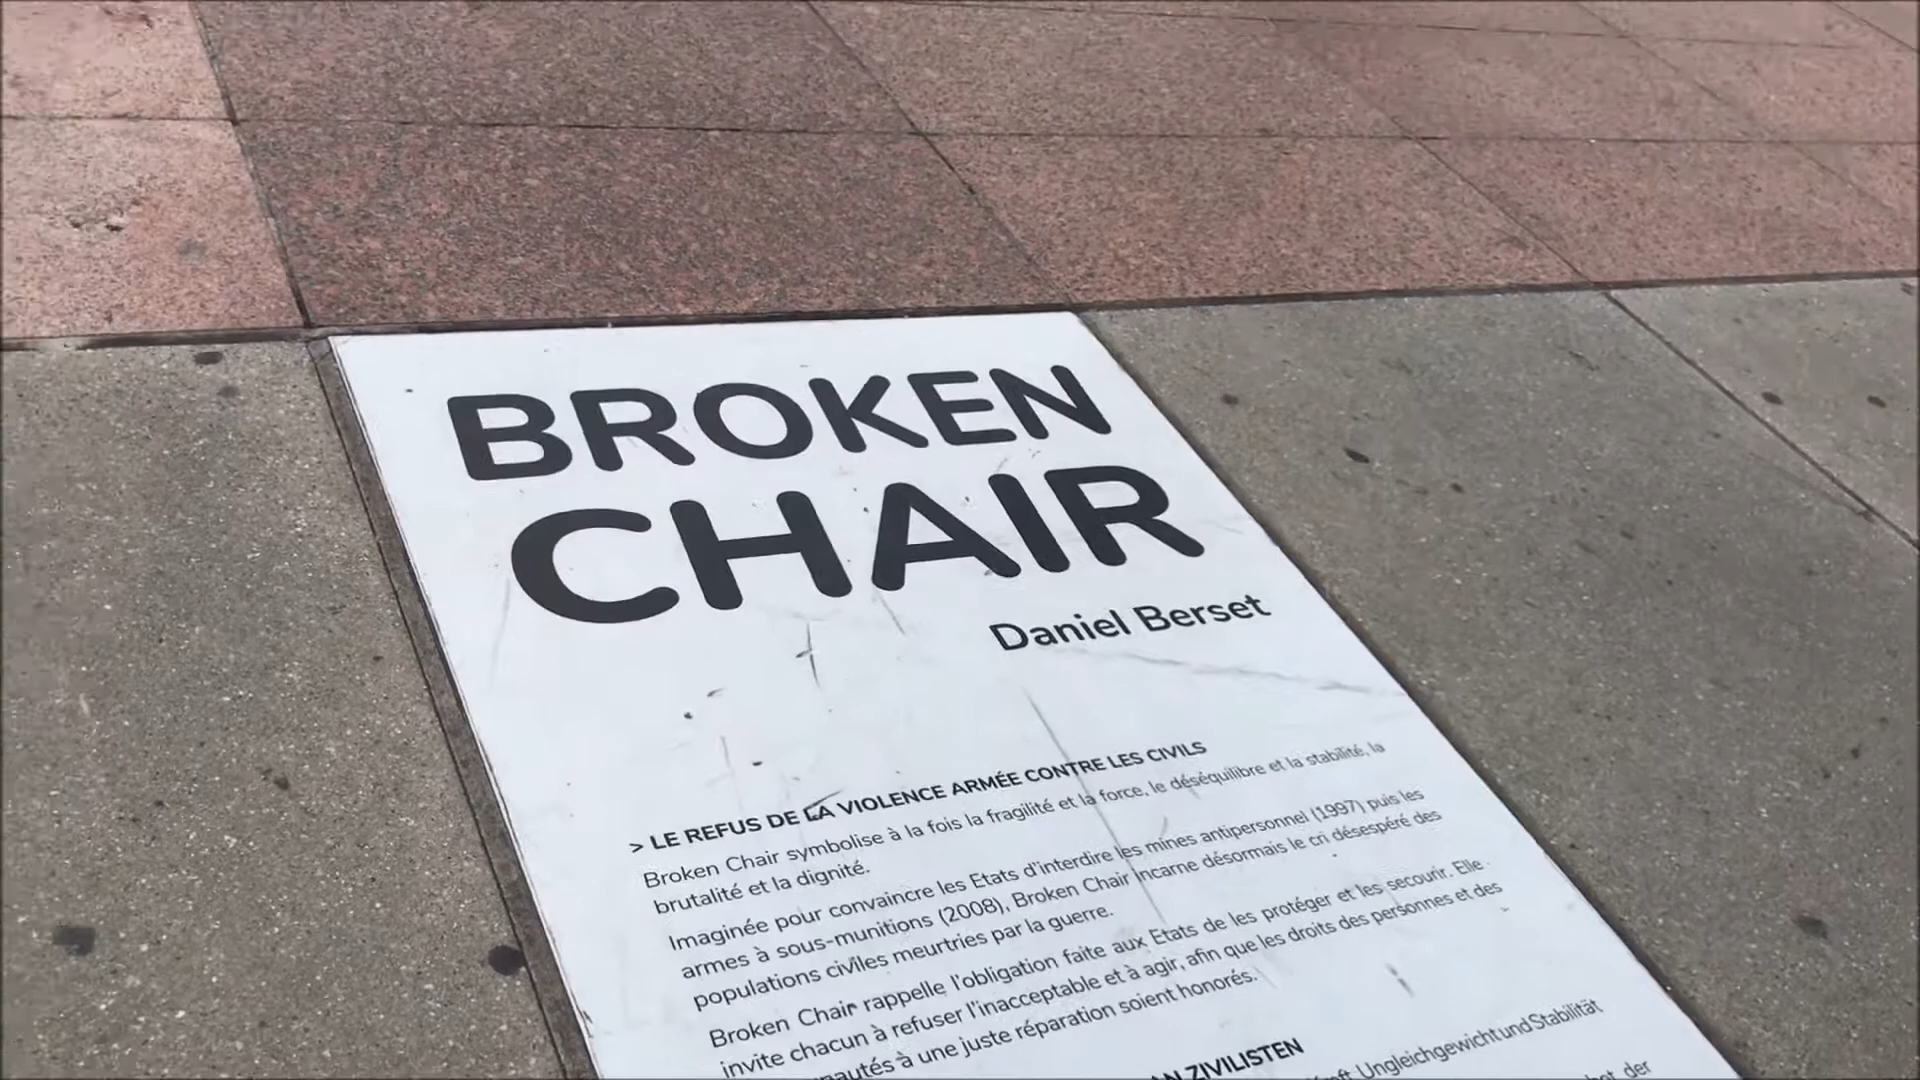 BROKEN
CHAIR
Daniel Berset
> LE REFUS DE LA VIOLENCE ARMÉE CONTRE LES CIVILS
Broken Chair symbolise à la fois la fragilité et la force, le déséquilibre et la stabilité, la
brutalité et la dignité.
Imaginée pour convaincre les Etats d'interdire les mines antipersonnel (1997) puis les
armes à sous-munitions (2008), Broken Chair incarne désormais le cri désespéré des
populations civiles meurtries par la guerre.
Broken Chair rappelle l'obligation faite aux Etats de les protéger et les secourir. Elle
invite chacun à refuser l'inacceptable et à agir, afin que les droits des personnes et des
à une juste réparation soient honorés.
ZIVILISTEN
Ungleichgewicht und Stabilität
der